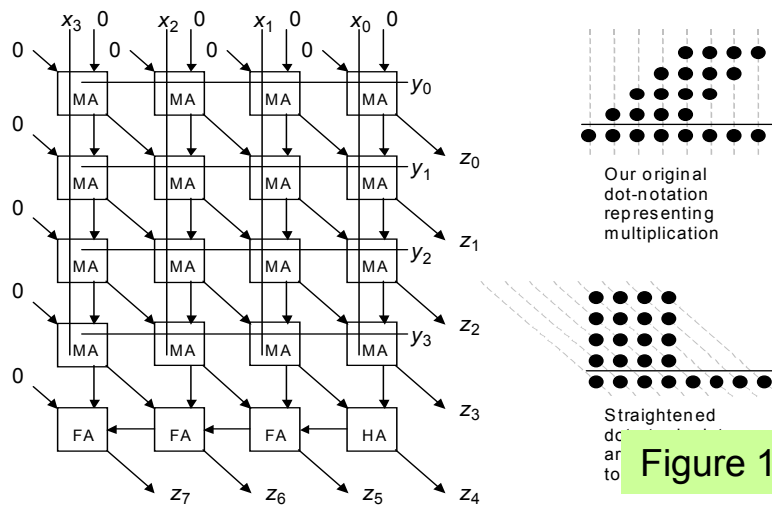 x3 0 x2 0 x1 0 x0 0
0 0 0 0
MA MA MA MA y0
0 z0
MA MA MA MA y1
0 z1
MA MA MA MA y2
0 z2
MA MA MA MA y3
0 z3
FA FA FA HA
z7 z6 z5 z4
Our original
dot-notation
representing
multiplication
Straightened
Figure 1